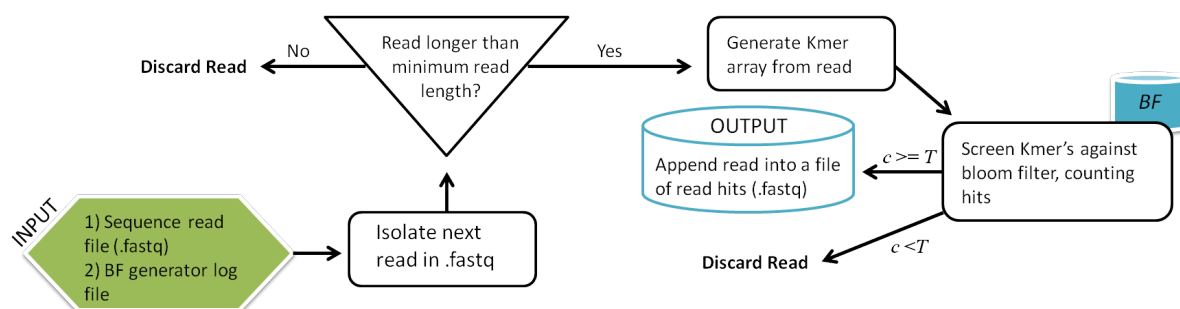 INPUT
1) Sequence read
file (.fastq)
2) BF generator log
file
Isolate next
read in .fastq
Read longer than
minimum read
length?
No
Discard Read
Yes
Generate Kmer
array from read
BF
Screen Kmer's against
bloom filter, counting
hits
c >= T
OUTPUT
Append read into a file
of read hits (.fastq)
c <T
Discard Read